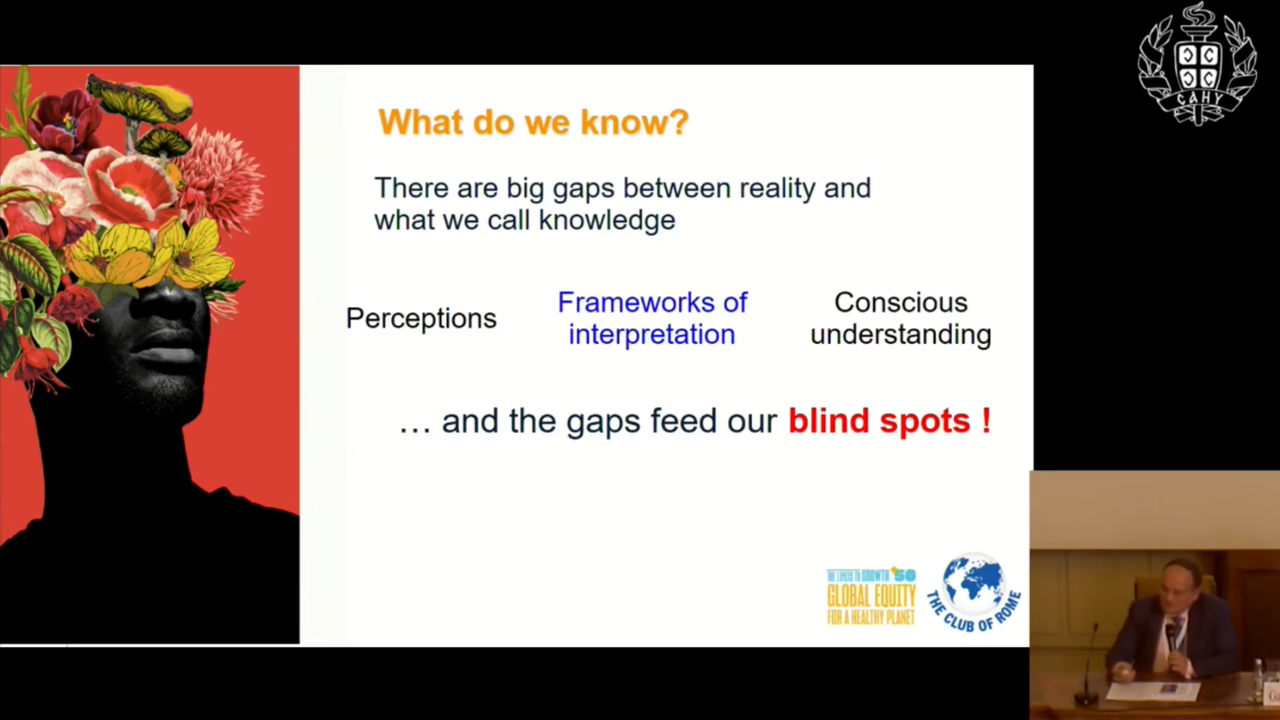 What do we know?
There are big gaps between reality and
what we call knowledge
Perceptions
Frameworks of
interpretation
Conscious
understanding
… and the gaps feed our blind spots !
THE LIMITS TO GROWTH '50
GLOBAL EQUITY
FOR A HEALTHY PLANET
THE CLUB OF ROME
САНУ